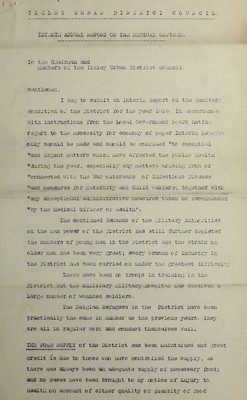 ILKLEY URBAN DISTRICT COUNCIL
INTERIM ANNUAL REPORT OF THE MEDICAL OFFICER.
To the Chairman and
Members of the Ilkley Urban District Council.
Gentlemen,
I beg to submit an Interim Report on the Sanitary
condition of the District for the year 1916. In accordance
with instructions from the Local Government Board having
regard to the necessity for economy of paper Interim Reports
only should be made and should be confined "to essential
"and urgent matters which have affected the public health
"during the year, especially any matters arising from or
"connected with the War outbreaks of Infectious Disease
"and measures for Maternity and Child Welfare, together with
"any exceptional administrative measures taken or recommended
"by the Medical Officer of Health".
The continued demands of the Military Authorities
on the man power of the District has still further depleted
the numbers of young men in the District and the strain on
older men has been very great; every branch of industry in
the District has been carried on under the greatest difficulty.
There have been no troops in training in the
District but the Auxiliary Military Hospital has received a
large number of wounded soldiers.
The Belgian Refugees in the District have been
practically the same in number as the previous years. They
are all in regular work and conduct themselves well.
THE FOOD SUPPLY of the District has been maintained and great
credit is due to those who have controlled the supply, as
there has always been an adequate supply of necessary food;
and no cases have been brought to my notice of injury to
health on account of either quality or quantity of food